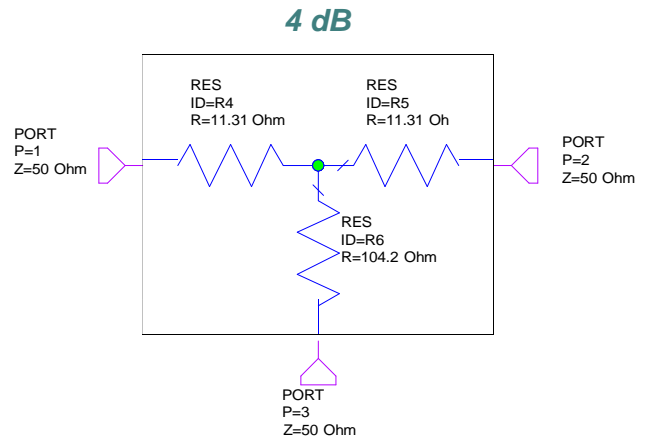 4 dB
RES
ID=R4
R=11.31 Ohm
RES
ID=R5
R=11.31 Oh
PORT
P=1
Z=50 Ohm
PORT
P=2
Z=50 Ohm
RES
ID=R6
R=104.2 Ohm
PORT
P=3
Z=50 Ohm